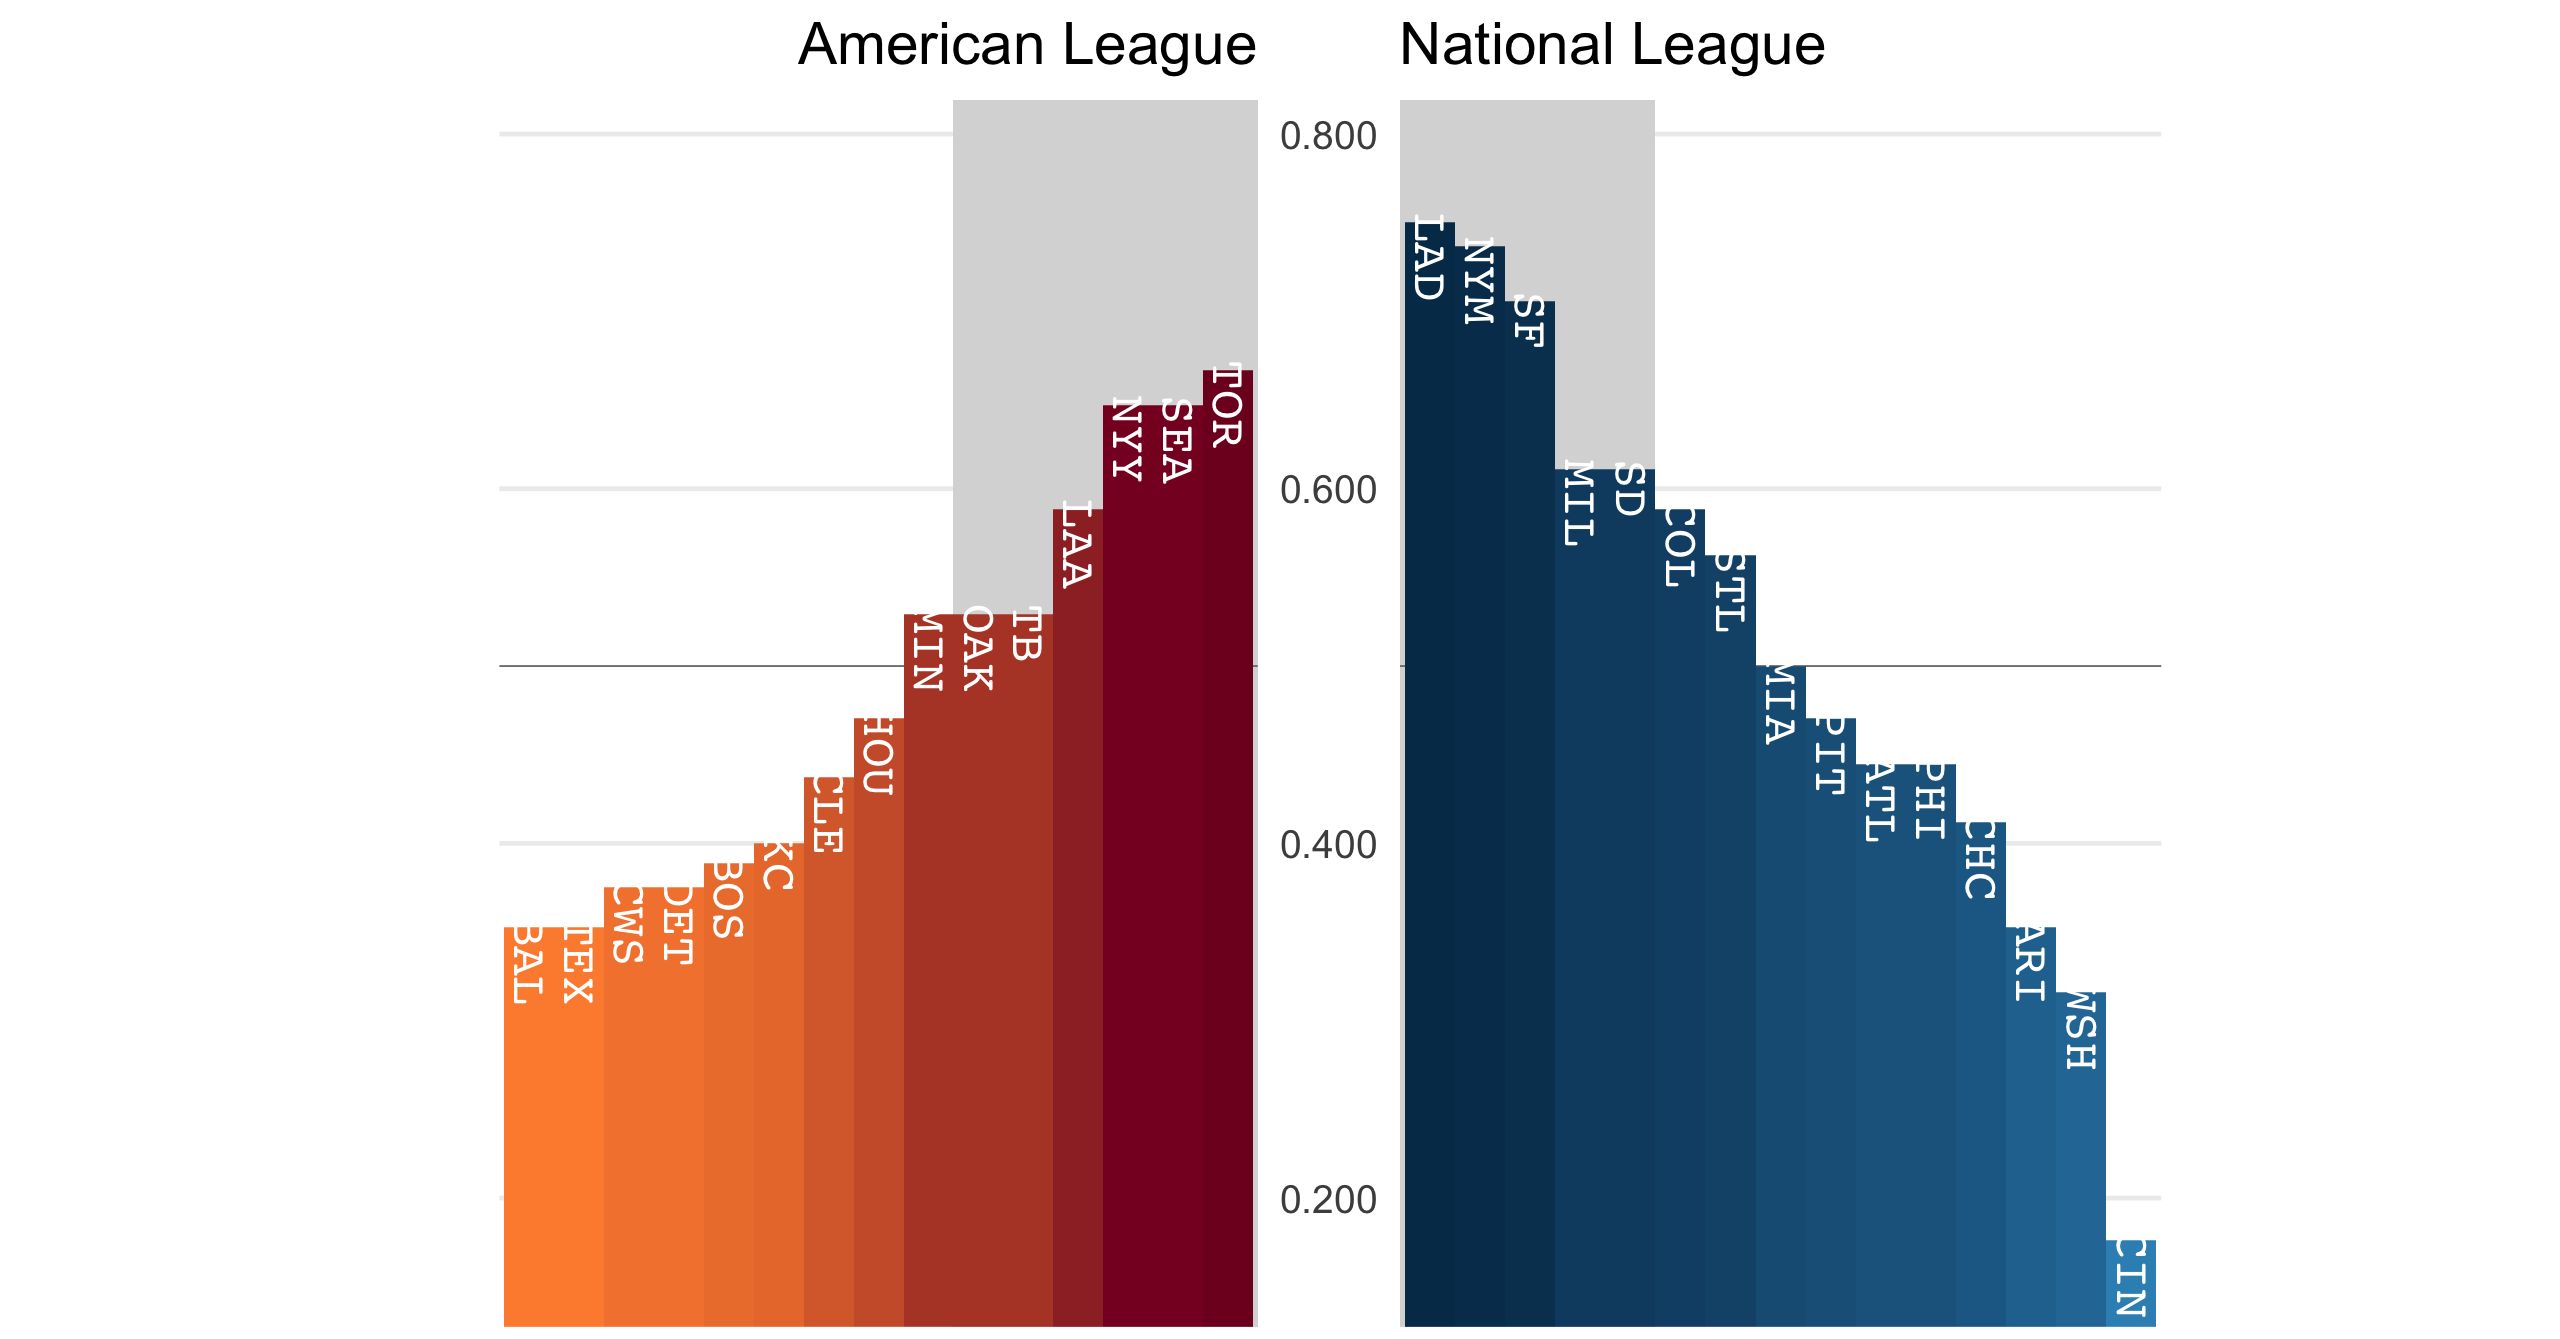 American League
National League
0.800
0.600
0.400
0.200
BAL
TEX
CWS
DET
BOS
KC
CLE
HOU
MIN
OAK
TB
LAA
NYY
SEA
TOR
LAD
NYM
SF
MIL
SD
COL
STL
MIA
PIT
ATL
PHI
CHC
ARI
WSH
CIN